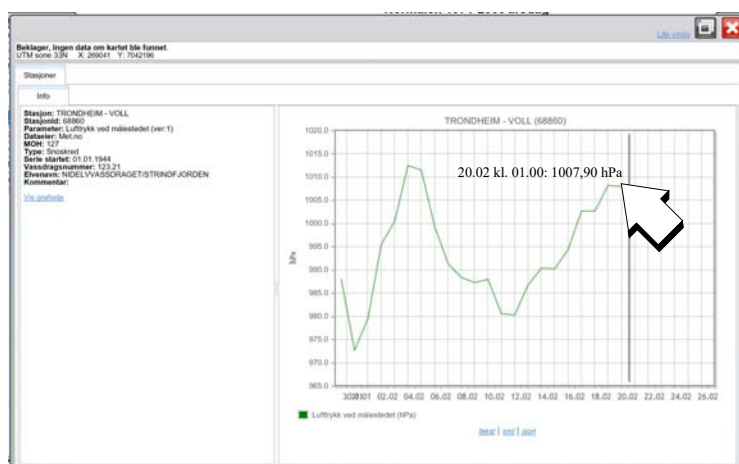 Beklager, ingen data om kartet ble funnet.
UTM sone 33N X: 269041 Y: 7042196
Stasjoner
Info
Stasjon: TRONDHEIM - VOLL
Stasjonid: 68860
Parameter: Lufttrykk ved målestedet (ver:1)
Dataeier: Met.no
MOH: 127
Type: Snoskred
Serie startet: 01.01.1944
Vassdragsnummer: 123.21
Elvenavn: NIDELVVASSDRAGET/STRINDFJORDEN
Kommentar:
Vis grafside
TRONDHEIM - VOLL (68860)
1020.0
1015.0
1010.0
20.02 kl. 01.00: 1007,90 hPa
1005.0
1000.0
995.0
hPa
990.0
985.0
980.0
975.0
970.0
965.0
02.02 04.02 06.02 08.02 10.02 12.02 14.02 16.02 18.02 20.02 22.02 24.02 26.02
Lufttrykk ved målestedet (hPa)
tekst | xml | json